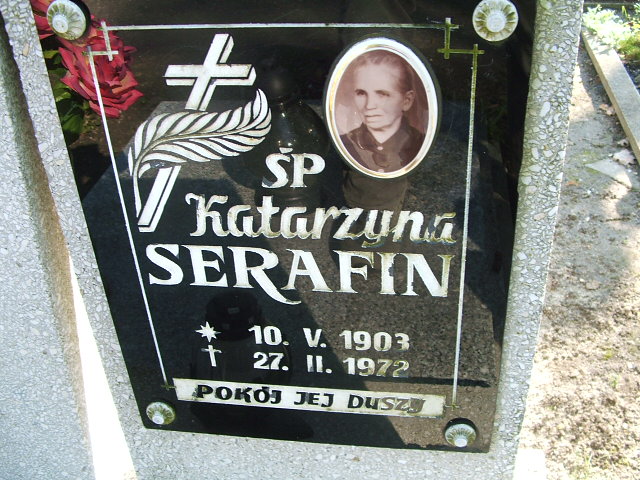 ŚP
Katarzyna
SERAFIN
10. V. 1903
27. II. 1972
POKÓJ JEJ DUSZY